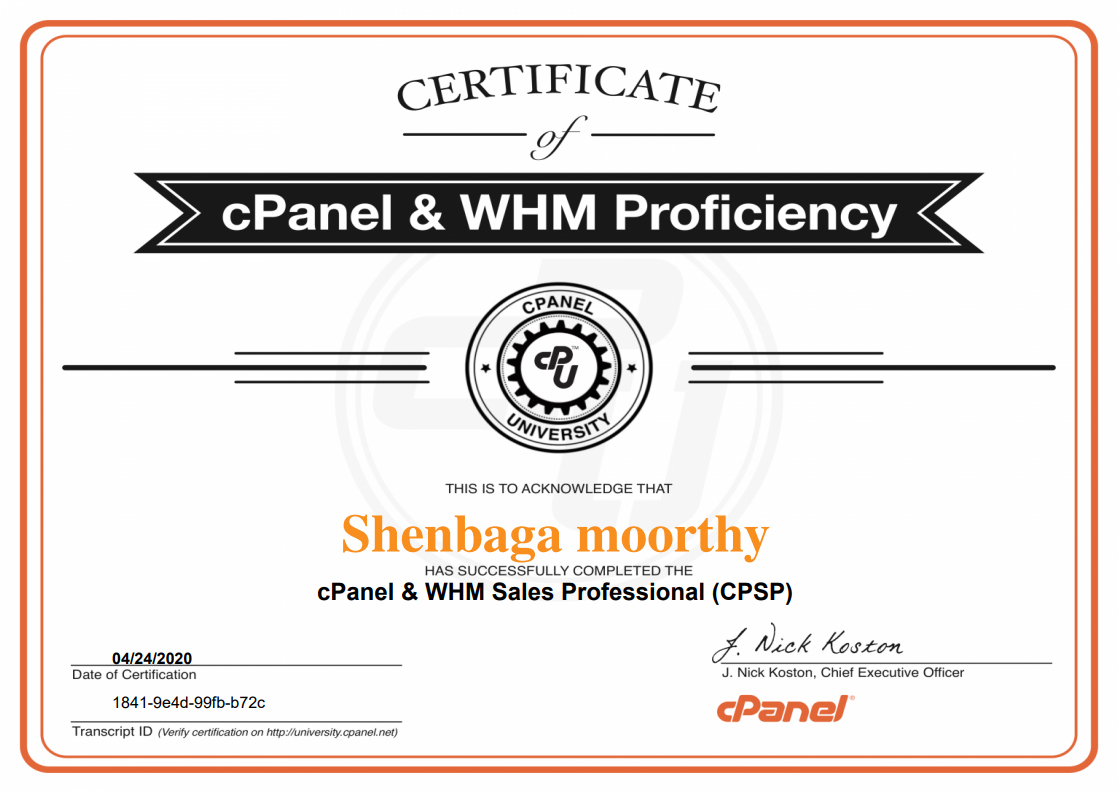 CERTIFICATE
of
cPanel & WHM Proficiency
CPANEL
cPU™
UNIVERSITY
THIS IS TO ACKNOWLEDGE THAT
Shenbaga moorthy
HAS SUCCESSFULLY COMPLETED THE
cPanel & WHM Sales Professional (CPSP)
04/24/2020
Date of Certification
1841-9e4d-99fb-b72c
Transcript ID (Verify certification on http://university.cpanel.net)
J. Nick Koston
J. Nick Koston, Chief Executive Officer
cPanel®